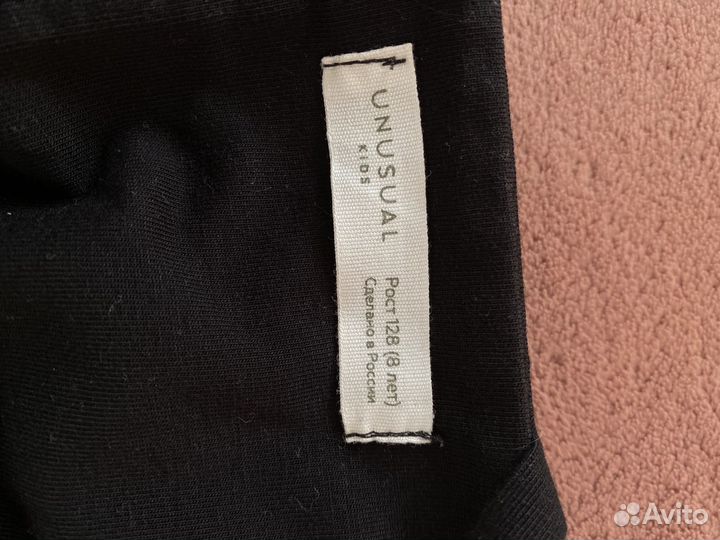 UNUSUAL
KIDS
Рост 128 (8 лет)
Сделано в России
Avito